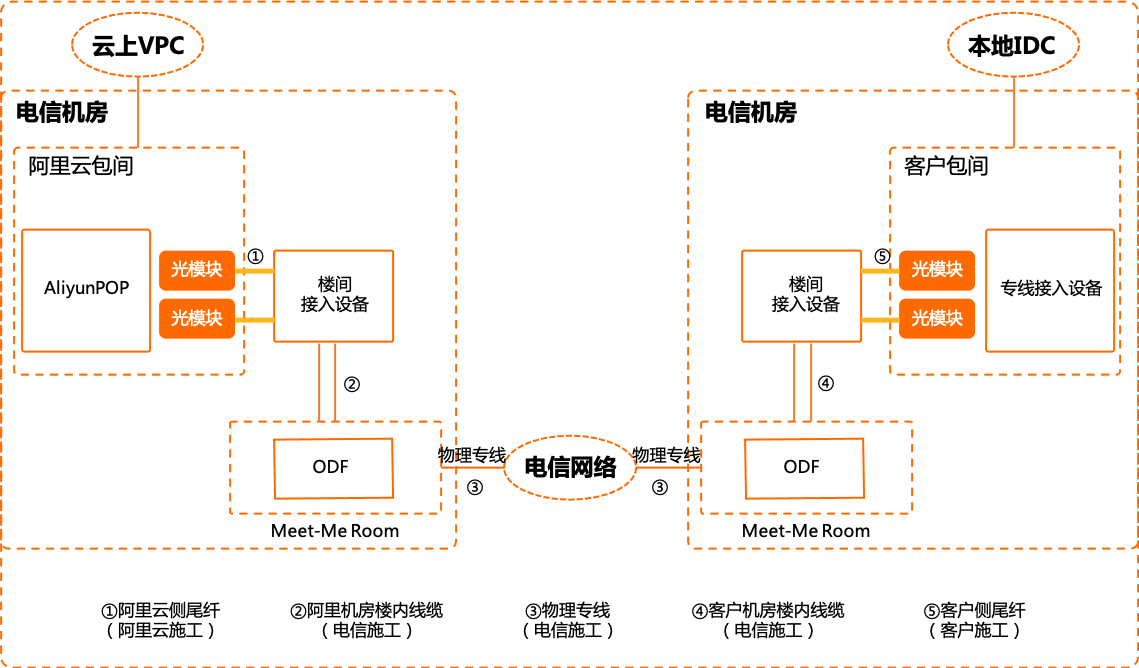 云上VPC
本地IDC
电信机房
电信机房
阿里云包间
客户包间
AliyunPOP
光模块
光模块
①
楼间
接入设备
②
ODF
Meet-Me Room
物理专线
③
电信网络
物理专线
③
楼间
接入设备
④
ODF
Meet-Me Room
⑤
光模块
光模块
专线接入设备
①阿里云侧尾纤
（阿里云施工）
②阿里机房楼内线缆
（电信施工）
③物理专线
（电信施工）
④客户机房楼内线缆
（电信施工）
⑤客户侧尾纤
（客户施工）